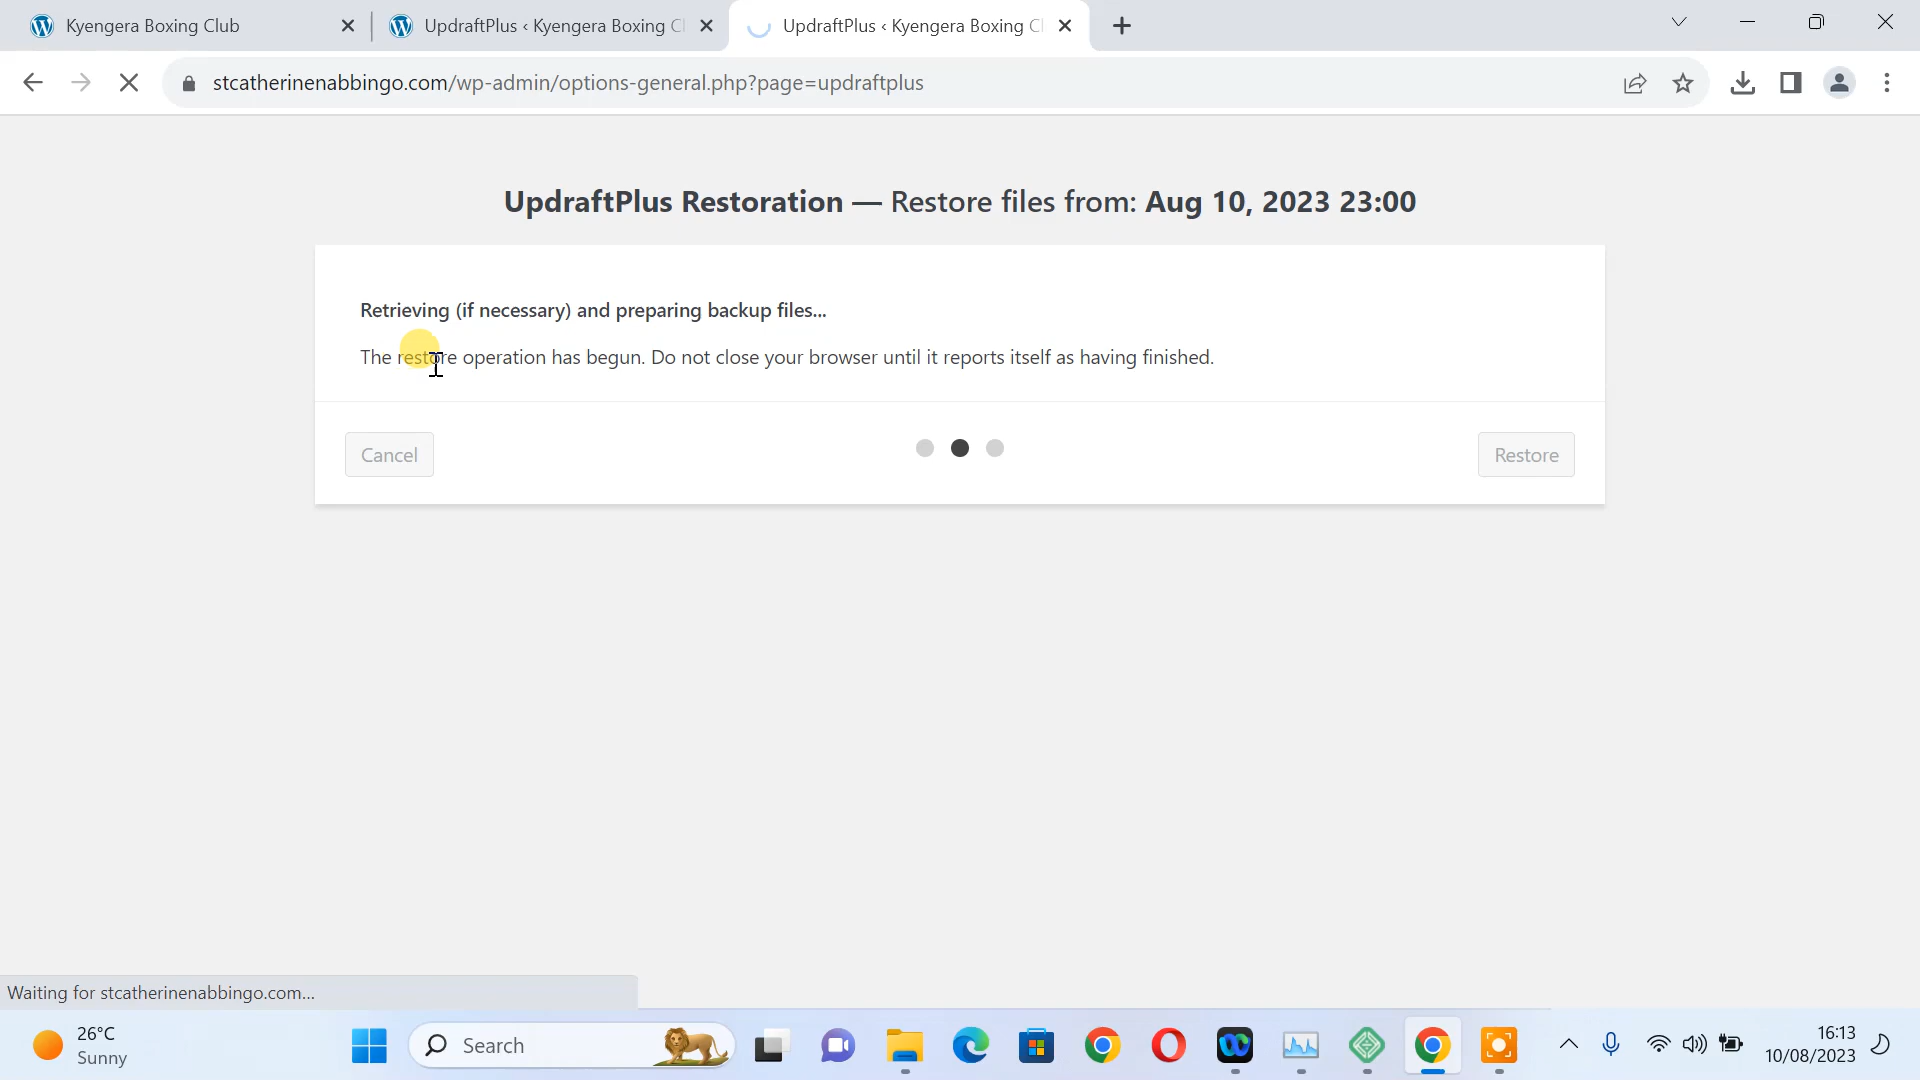 Kyengera Boxing Club
UpdraftPlus ‹ Kyengera Boxing Cl
UpdraftPlus ‹ Kyengera Boxing Cl
stcatherinenabbingo.com/wp-admin/options-general.php?page=updraftplus
UpdraftPlus Restoration — Restore files from: Aug 10, 2023 23:00
Retrieving (if necessary) and preparing backup files...
The restore operation has begun. Do not close your browser until it reports itself as having finished.
Cancel
Restore
Waiting for stcatherinenabbingo.com...
26°C
Sunny
Search
16:13
10/08/2023